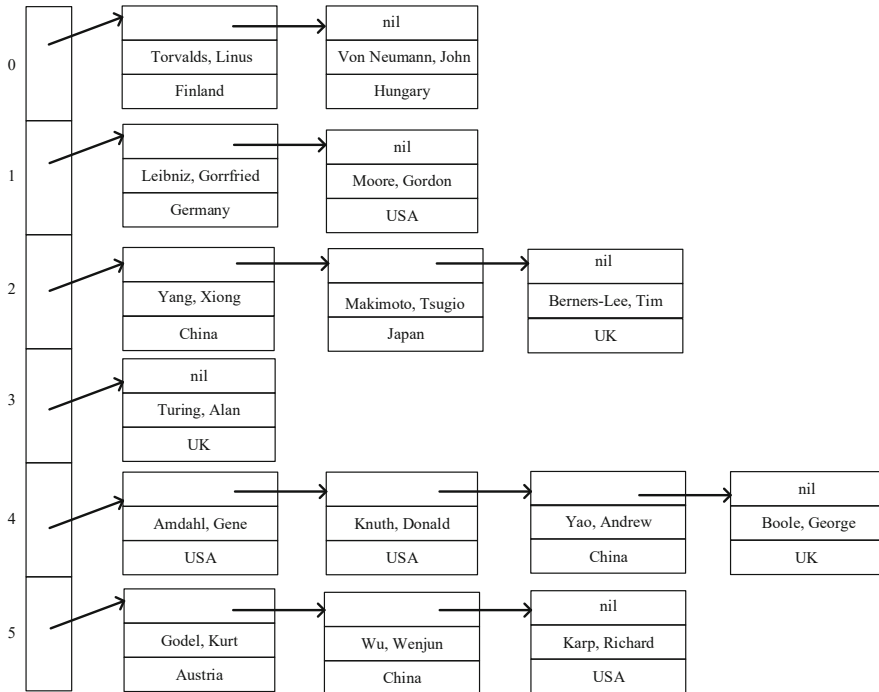 0
Torvalds, Linus
Finland
nil
Von Neumann, John
Hungary
1
Leibniz, Gorrfried
Germany
nil
Moore, Gordon
USA
2
Yang, Xiong
China
Makimoto, Tsugio
Japan
nil
Berners-Lee, Tim
UK
3
nil
Turing, Alan
UK
4
Amdahl, Gene
USA
Knuth, Donald
USA
Yao, Andrew
China
nil
Boole, George
UK
5
Godel, Kurt
Austria
Wu, Wenjun
China
nil
Karp, Richard
USA